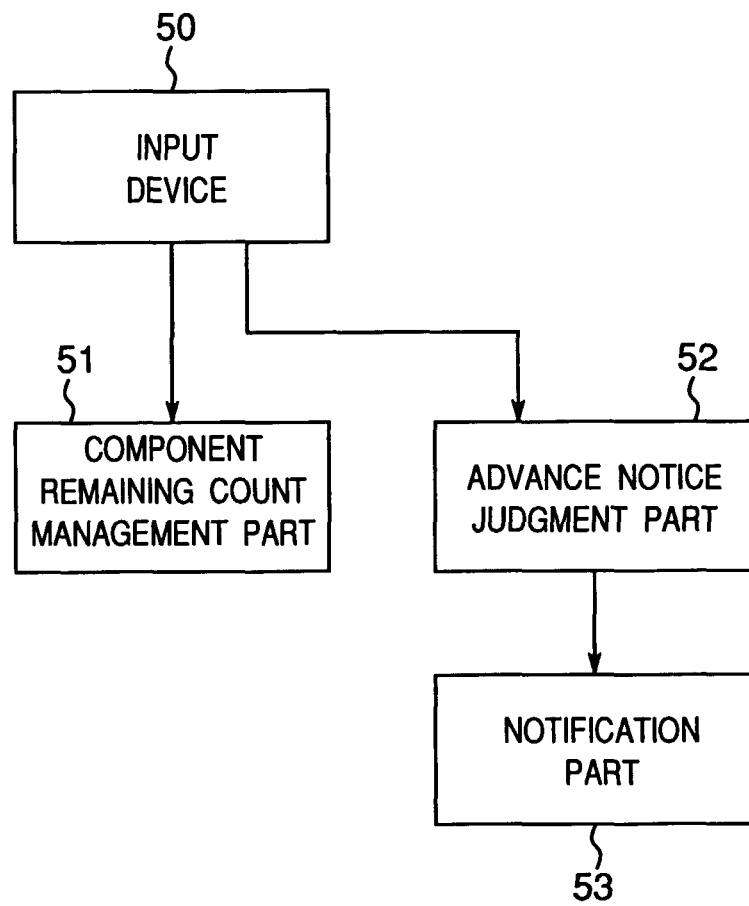 50
INPUT
DEVICE
51
COMPONENT
REMAINING COUNT
MANAGEMENT PART
52
ADVANCE NOTICE
JUDGMENT PART
NOTIFICATION
PART
53